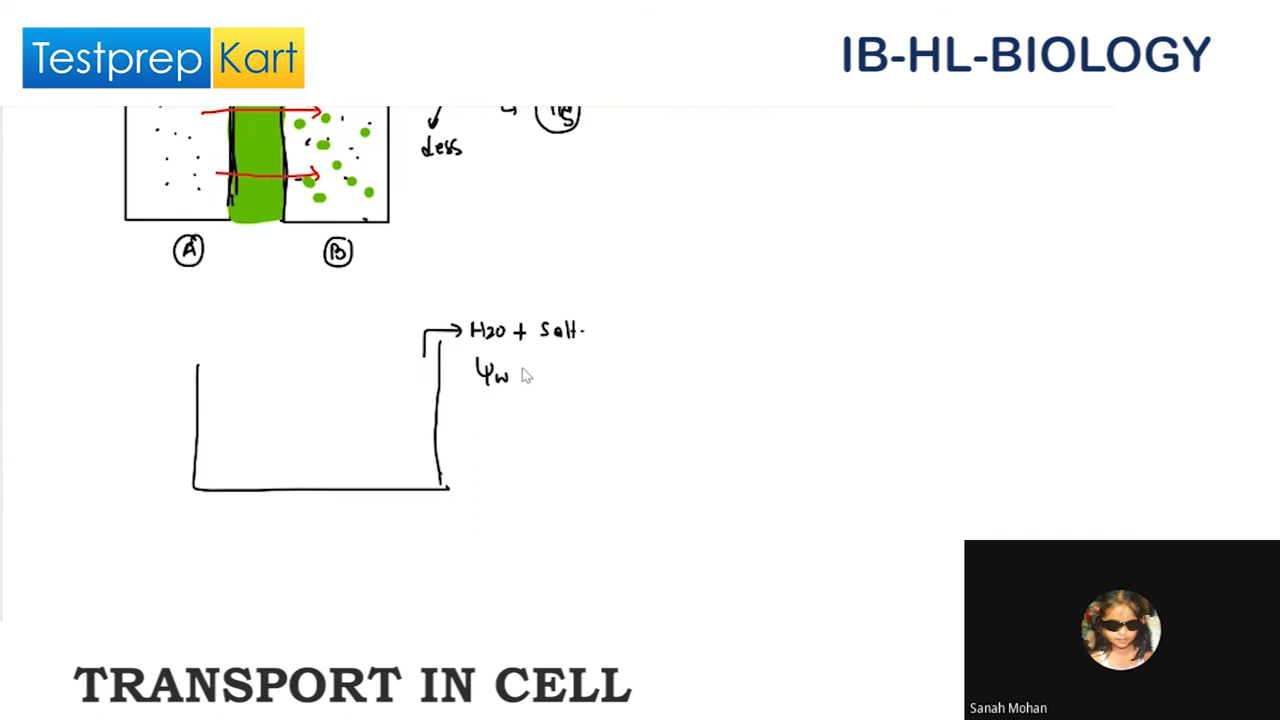 Testprep Kart
IB-HL-BIOLOGY
Less
A
B
H2O + Salt.
Ψw
TRANSPORT IN CELL
Sanah Mohan